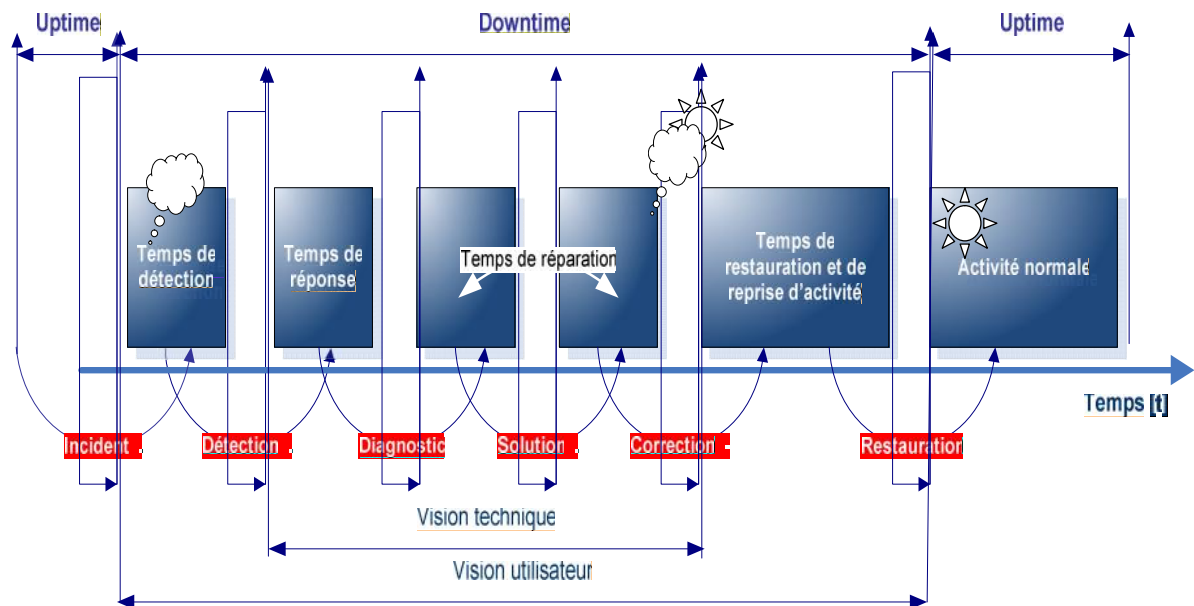 Uptime
Downtime
Uptime
Temps de
détection
Temps de
réponse
Temps de réparation
Temps de
restauration et de
reprise d'activité
Activité normale
Temps [t]
Incident
Détection
Diagnostic
Solution
Correction
Restauration
Vision technique
Vision utilisateur